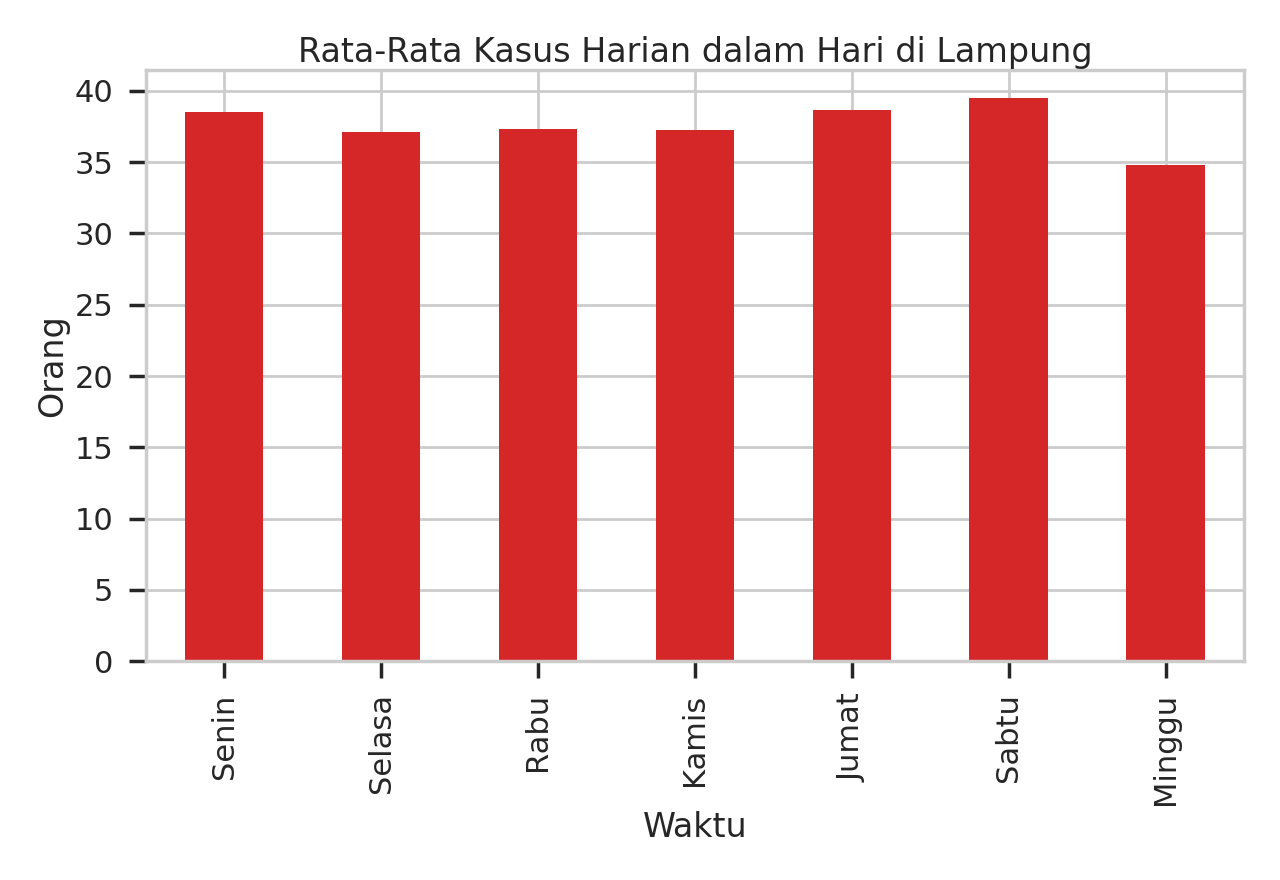 Rata-Rata Kasus Harian dalam Hari di Lampung
40
35
30
25
20
15
10
5
0
Orang
Senin
Selasa
Rabu
Kamis
Jumat
Sabtu
Minggu
Waktu